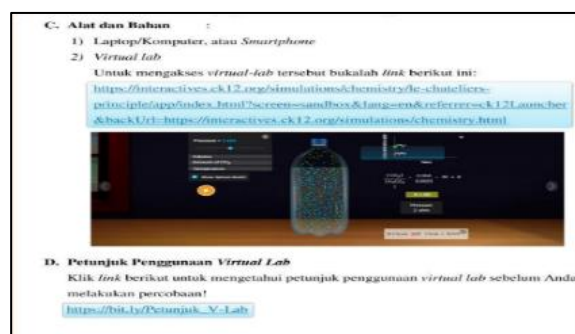 C. Alat dan Bahan :
1) Laptop/Komputer, atau Smartphone
2) Virtual lab
Untuk mengakses virtual-lab tersebut bukalah link berikut ini:
https://interactives.ck12.org/simulations/chemistry/le-chateliers-
principle/app/index.html?screen=sandbox&lang=en&referrer=ck12Launcher
&backUrl=https://interactives.ck12.org/simulations/chemistry.html
D. Petunjuk Penggunaan Virtual Lab
Klik link berikut untuk mengetahui petunjuk penggunaan virtual lab sebelum Anda
melakukan percobaan!
https://bit.ly/Petunjuk_V-Lab